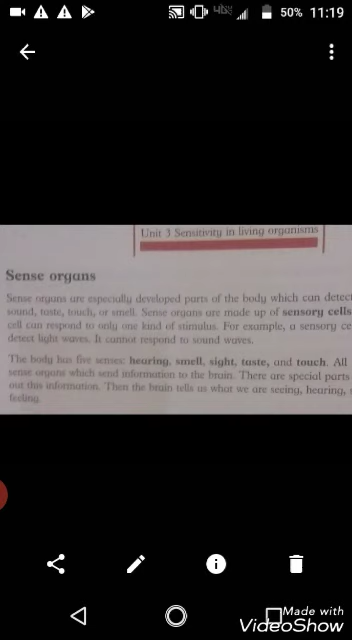 50% 11:19
Unit 3 Sensitivity in living organisms
Sense organs
Sense organs are especially developed parts of the body which can detect
sound, taste, touch, or smell. Sense organs are made up of sensory cells
cell can respond to only one kind of stimulus. For example, a sensory ce
detect light waves. It cannot respond to sound waves.
The body has five senses: hearing, smell, sight, taste, and touch. All
sense organs which send information to the brain. There are special parts
out this information. Then the brain tells us what we are seeing, hearing,
feeling.
Made with
VideoShow